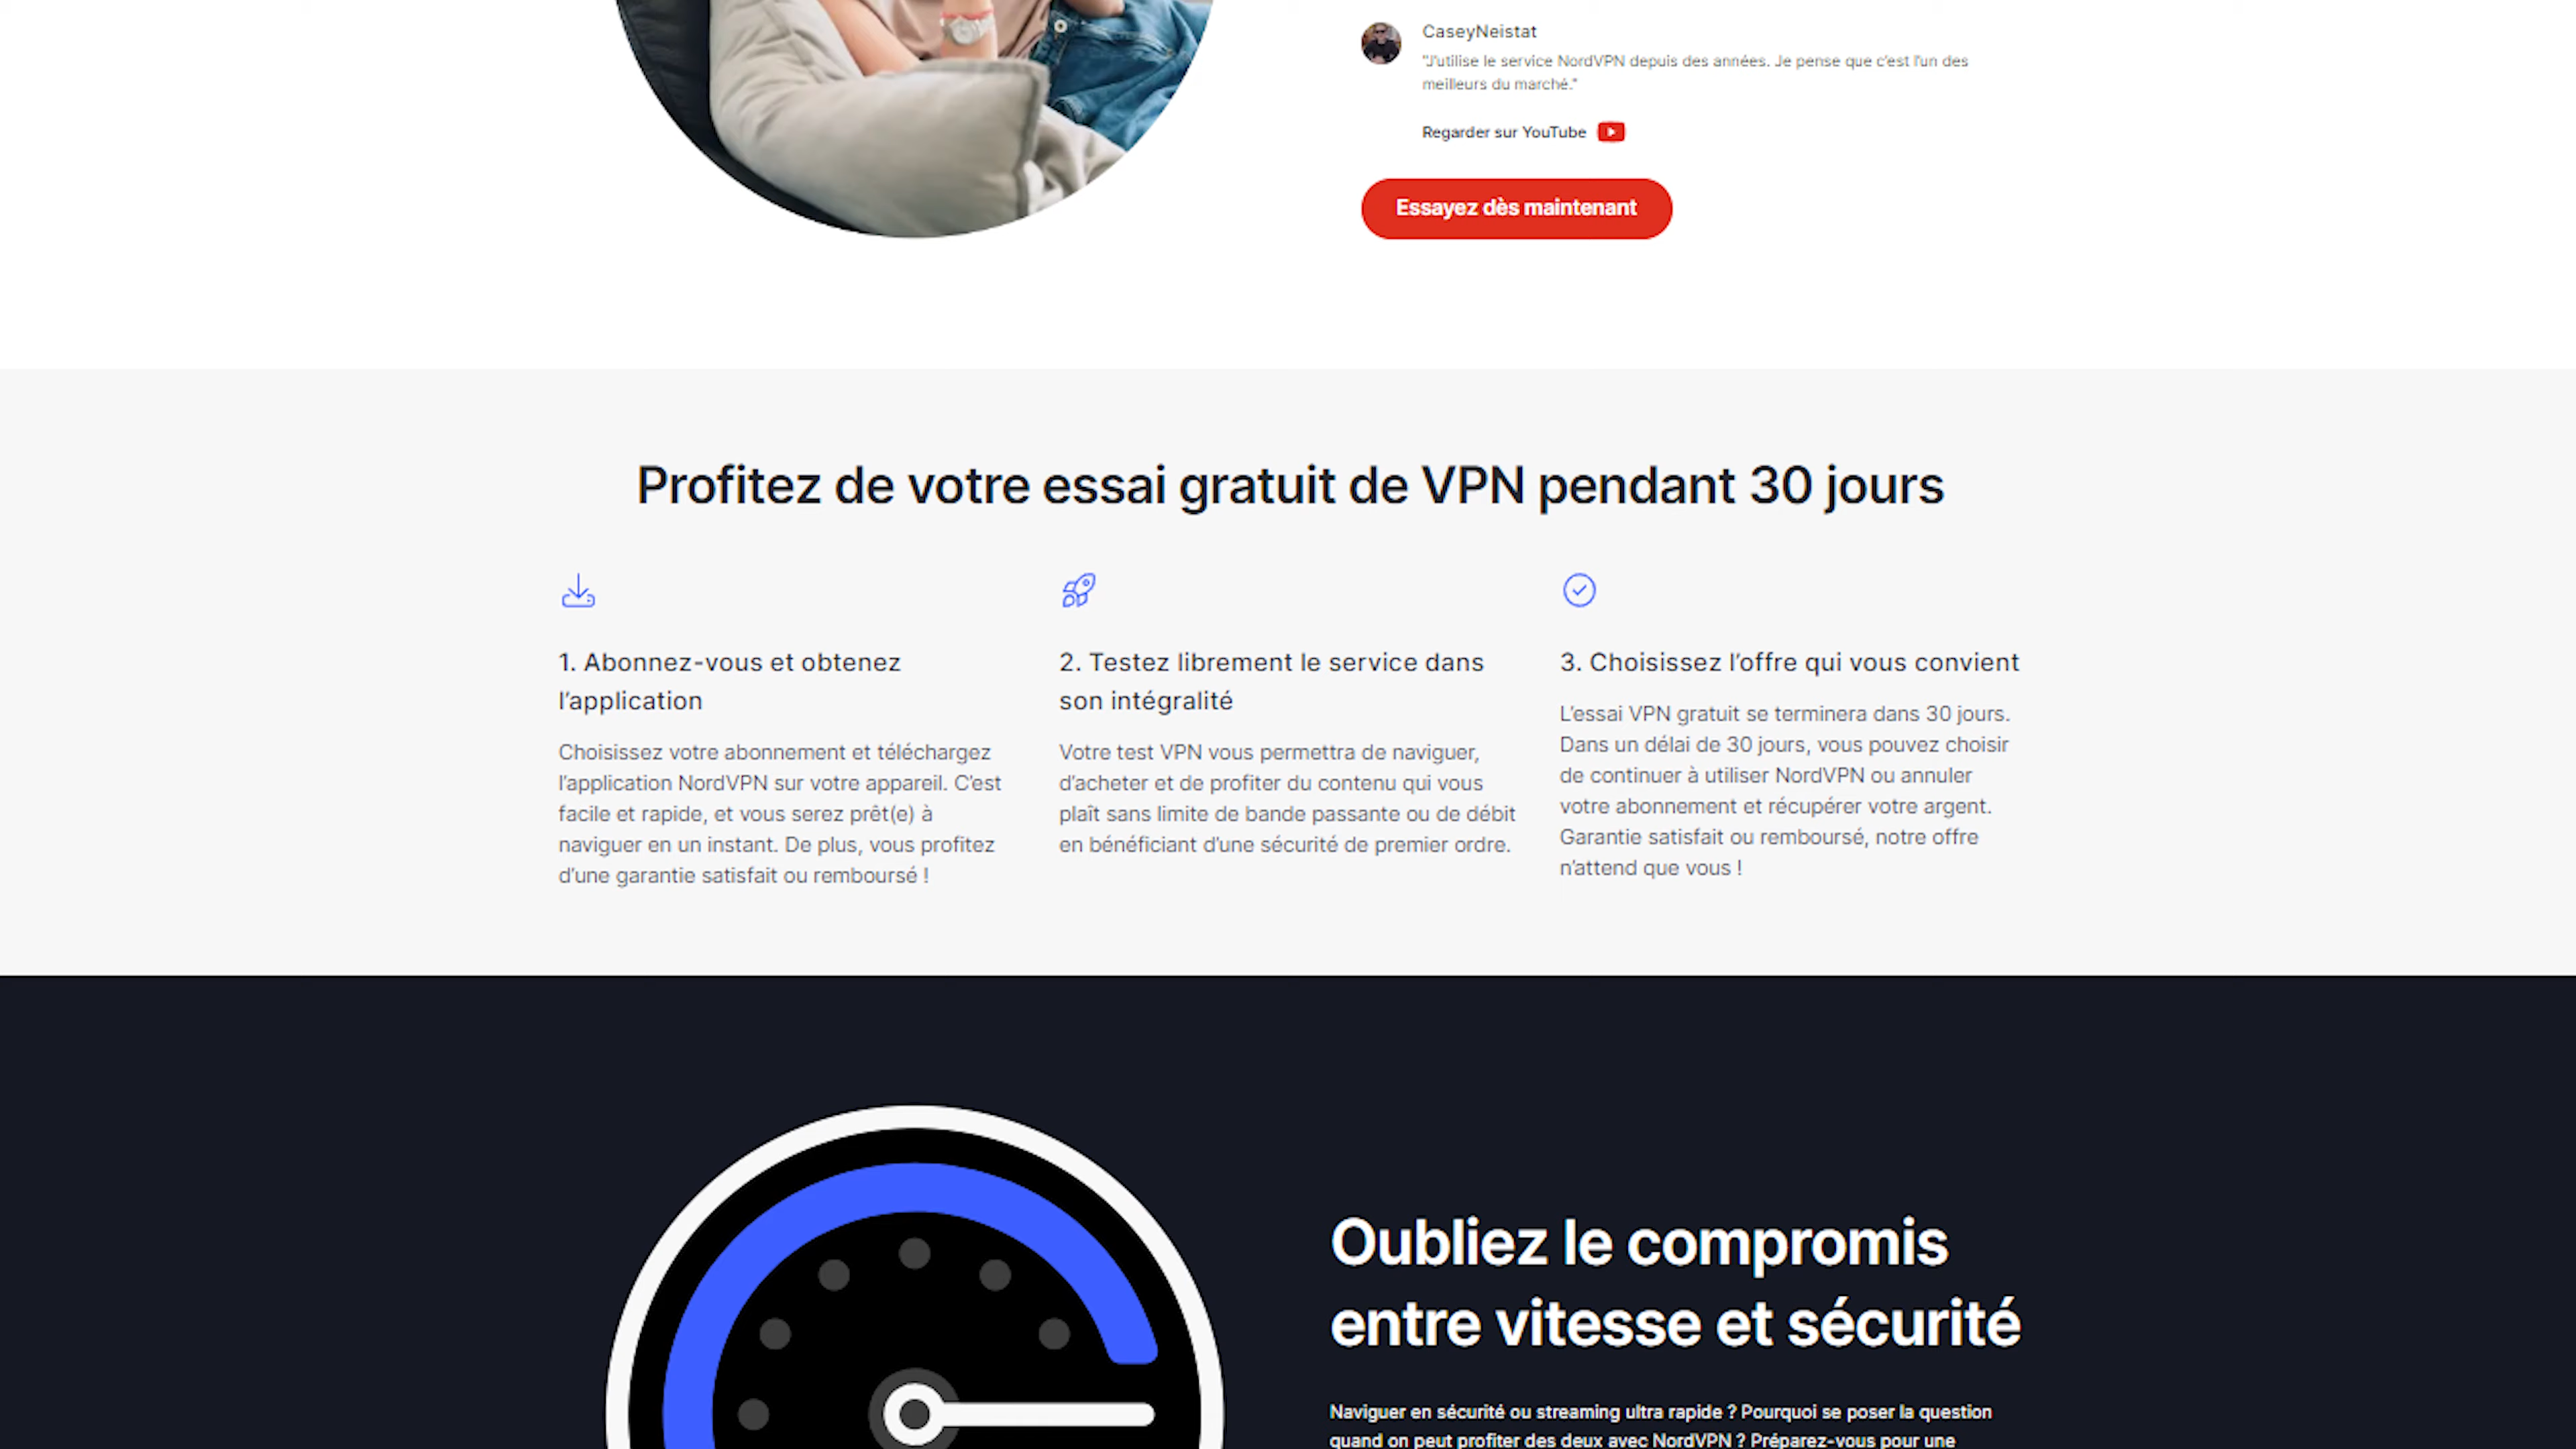 CaseyNeistat
"J'utilise le service NordVPN depuis des années. Je pense que c'est l'un des
meilleurs du marché."
Regarder sur YouTube
Essayez dès maintenant
Profitez de votre essai gratuit de VPN pendant 30 jours
1. Abonnez-vous et obtenez
l'application
Choisissez votre abonnement et téléchargez
l'application NordVPN sur votre appareil. C'est
facile et rapide, et vous serez prêt(e) à
naviguer en un instant. De plus, vous profitez
d'une garantie satisfait ou remboursé !
2. Testez librement le service dans
son intégralité
Votre test VPN vous permettra de naviguer,
d'acheter et de profiter du contenu qui vous
plaît sans limite de bande passante ou de débit
en bénéficiant d'une sécurité de premier ordre.
3. Choisissez l'offre qui vous convient
L'essai VPN gratuit se terminera dans 30 jours.
Dans un délai de 30 jours, vous pouvez choisir
de continuer à utiliser NordVPN ou annuler
votre abonnement et récupérer votre argent.
Garantie satisfait ou remboursé, notre offre
n'attend que vous !
Oubliez le compromis
entre vitesse et sécurité
Naviguer en sécurité ou streaming ultra rapide ? Pourquoi se poser la question
quand on peut profiter des deux avec NordVPN ? Préparez-vous pour une